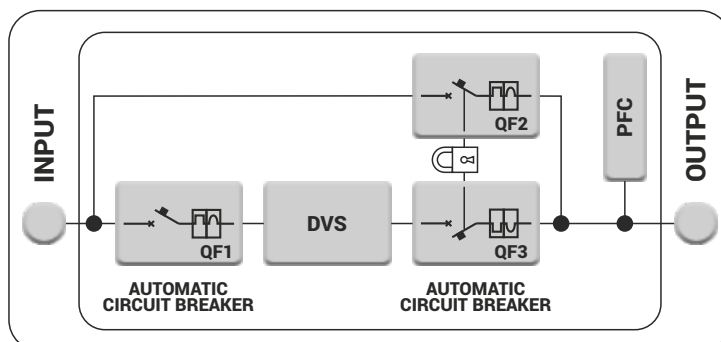 INPUT
QF2
PFC
OUTPUT
QF1
DVS
QF3
AUTOMATIC
CIRCUIT BREAKER
AUTOMATIC
CIRCUIT BREAKER